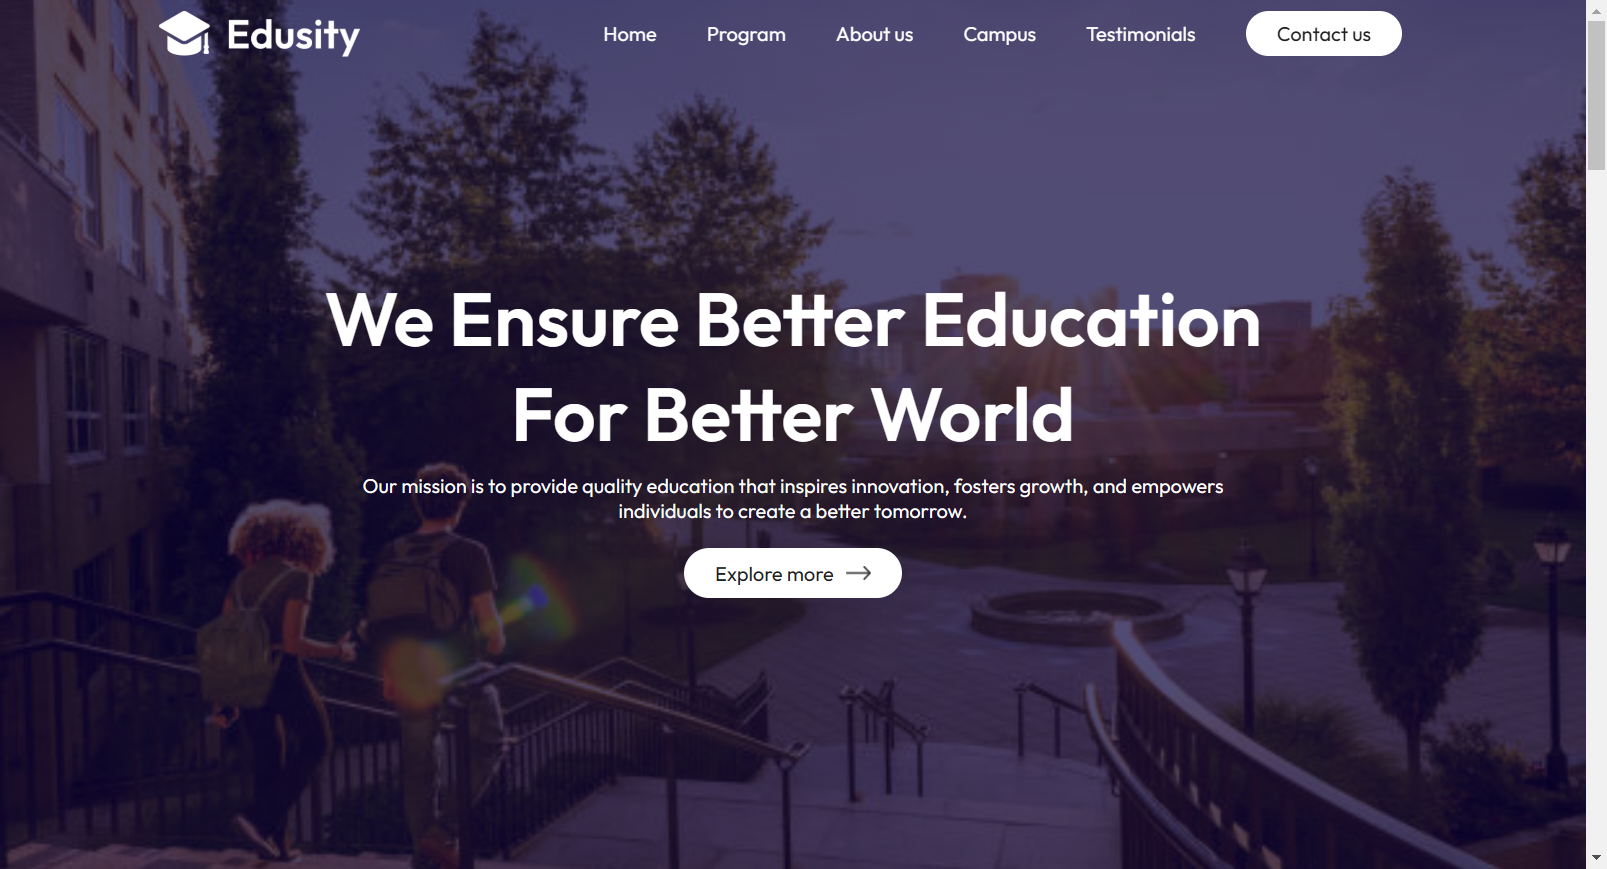 Edusity
Home
Program
About us
Campus
Testimonials
Contact us
We Ensure Better Education
For Better World
Our mission is to provide quality education that inspires innovation, fosters growth, and empowers
individuals to create a better tomorrow.
Explore more